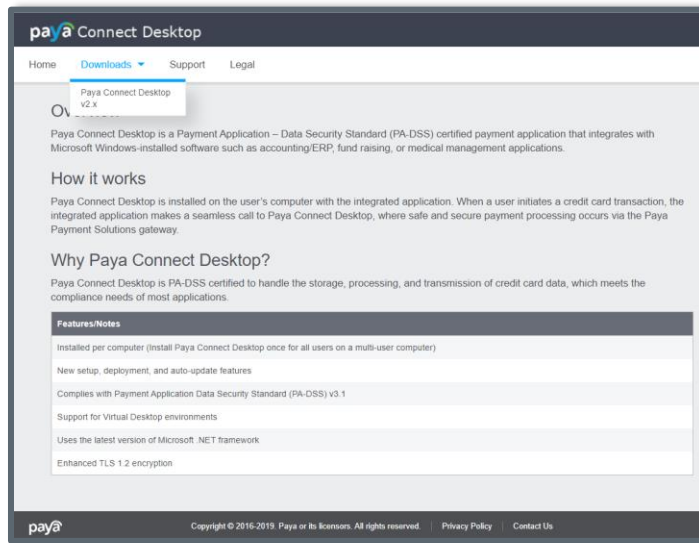 paya Connect Desktop
Home Downloads Support Legal
Paya Connect Desktop
v2.x
Paya Connect Desktop is a Payment Application – Data Security Standard (PA-DSS) certified payment application that integrates with
Microsoft Windows-installed software such as accounting/ERP, fund raising, or medical management applications.
How it works
Paya Connect Desktop is installed on the user's computer with the integrated application. When a user initiates a credit card transaction, the
integrated application makes a seamless call to Paya Connect Desktop, where safe and secure payment processing occurs via the Paya
Payment Solutions gateway.
Why Paya Connect Desktop?
Paya Connect Desktop is PA-DSS certified to handle the storage, processing, and transmission of credit card data, which meets the
compliance needs of most applications.
Features/Notes
Installed per computer (Install Paya Connect Desktop once for all users on a multi-user computer)
New setup, deployment, and auto-update features
Complies with Payment Application Data Security Standard (PA-DSS) v3.1
Support for Virtual Desktop environments
Uses the latest version of Microsoft .NET framework
Enhanced TLS 1.2 encryption
paya Copyright © 2016-2019. Paya or its licensors. All rights reserved. | Privacy Policy | Contact Us